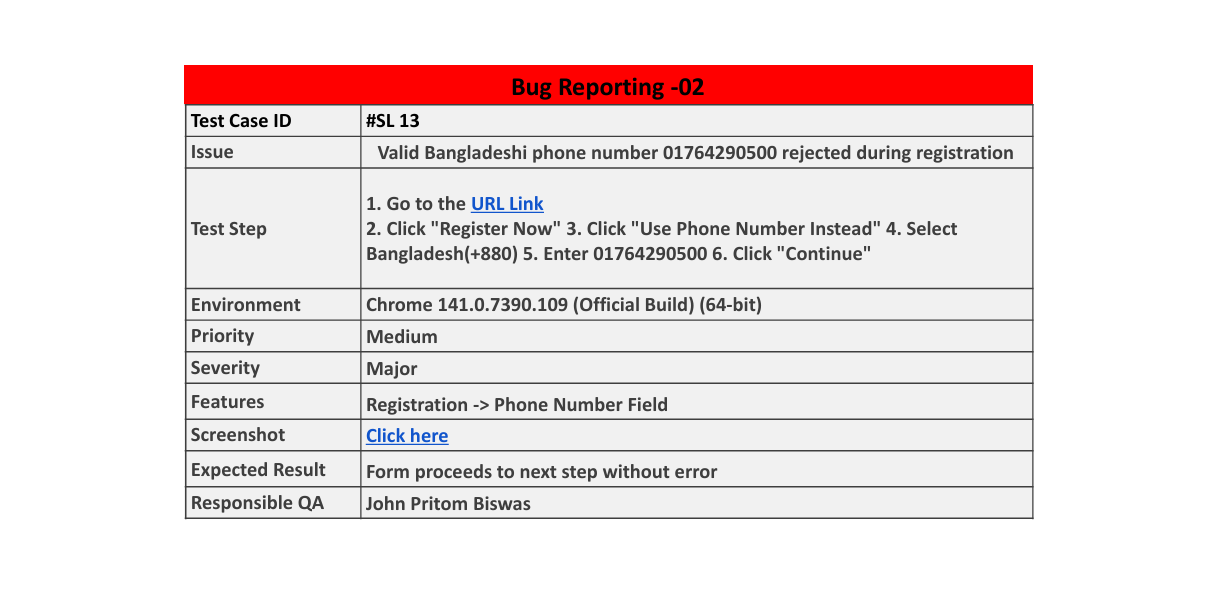 Bug Reporting -02
Test Case ID #SL 13
Issue Valid Bangladeshi phone number 01764290500 rejected during registration
Test Step
1. Go to the URL Link
2. Click "Register Now" 3. Click "Use Phone Number Instead" 4. Select
Bangladesh(+880) 5. Enter 01764290500 6. Click "Continue"
Environment Chrome 141.0.7390.109 (Official Build) (64-bit)
Priority Medium
Severity Major
Features Registration -> Phone Number Field
Screenshot Click here
Expected Result Form proceeds to next step without error
Responsible QA John Pritom Biswas